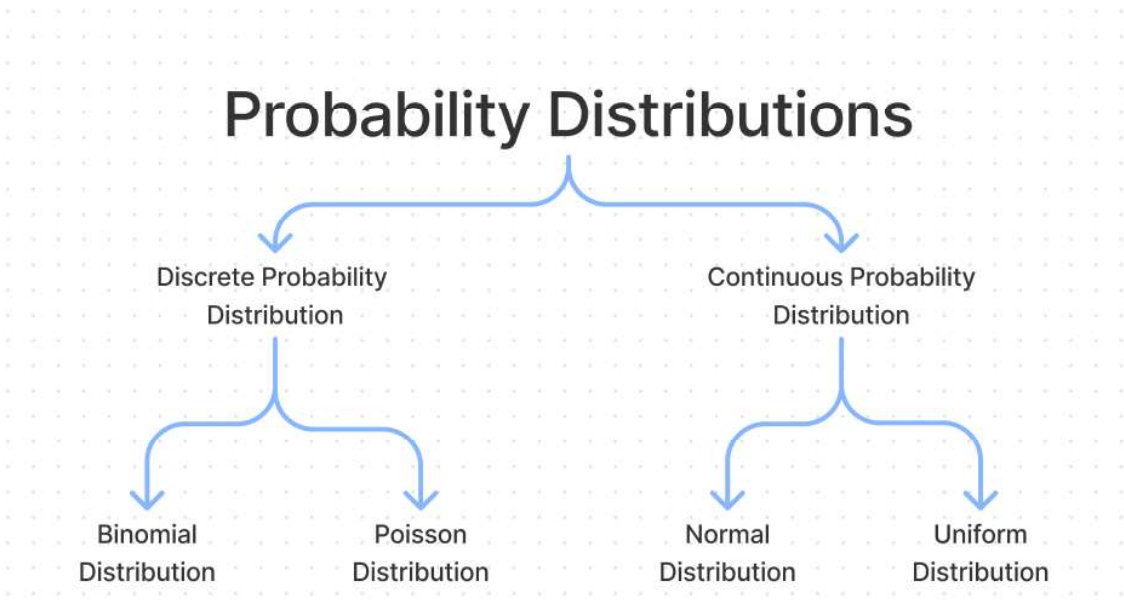 Probability Distributions
Discrete Probability
Distribution
Continuous Probability
Distribution
Binomial
Distribution
Poisson
Distribution
Normal
Distribution
Uniform
Distribution